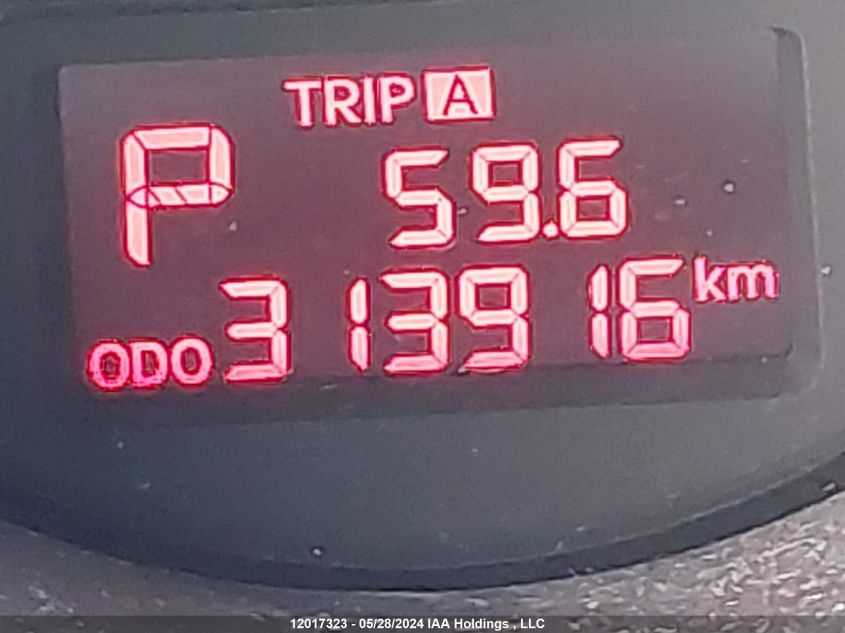 TRIP A
P 59.6
ODO 313916 km
12017323 - 05/28/2024 IAA Holdings , LLC